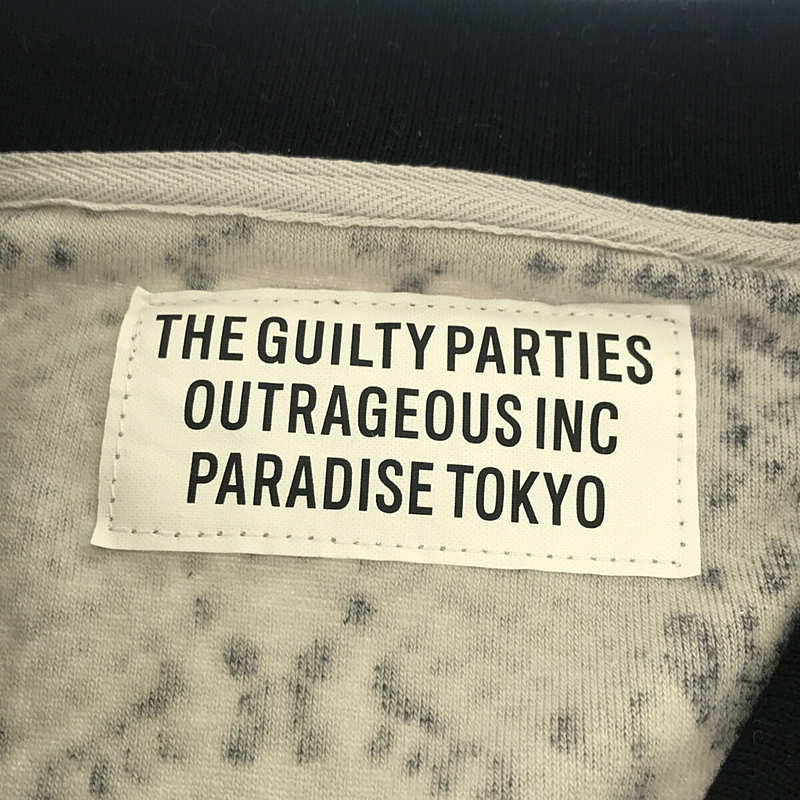 THE GUILTY PARTIES
OUTRAGEOUS INC
PARADISE TOKYO